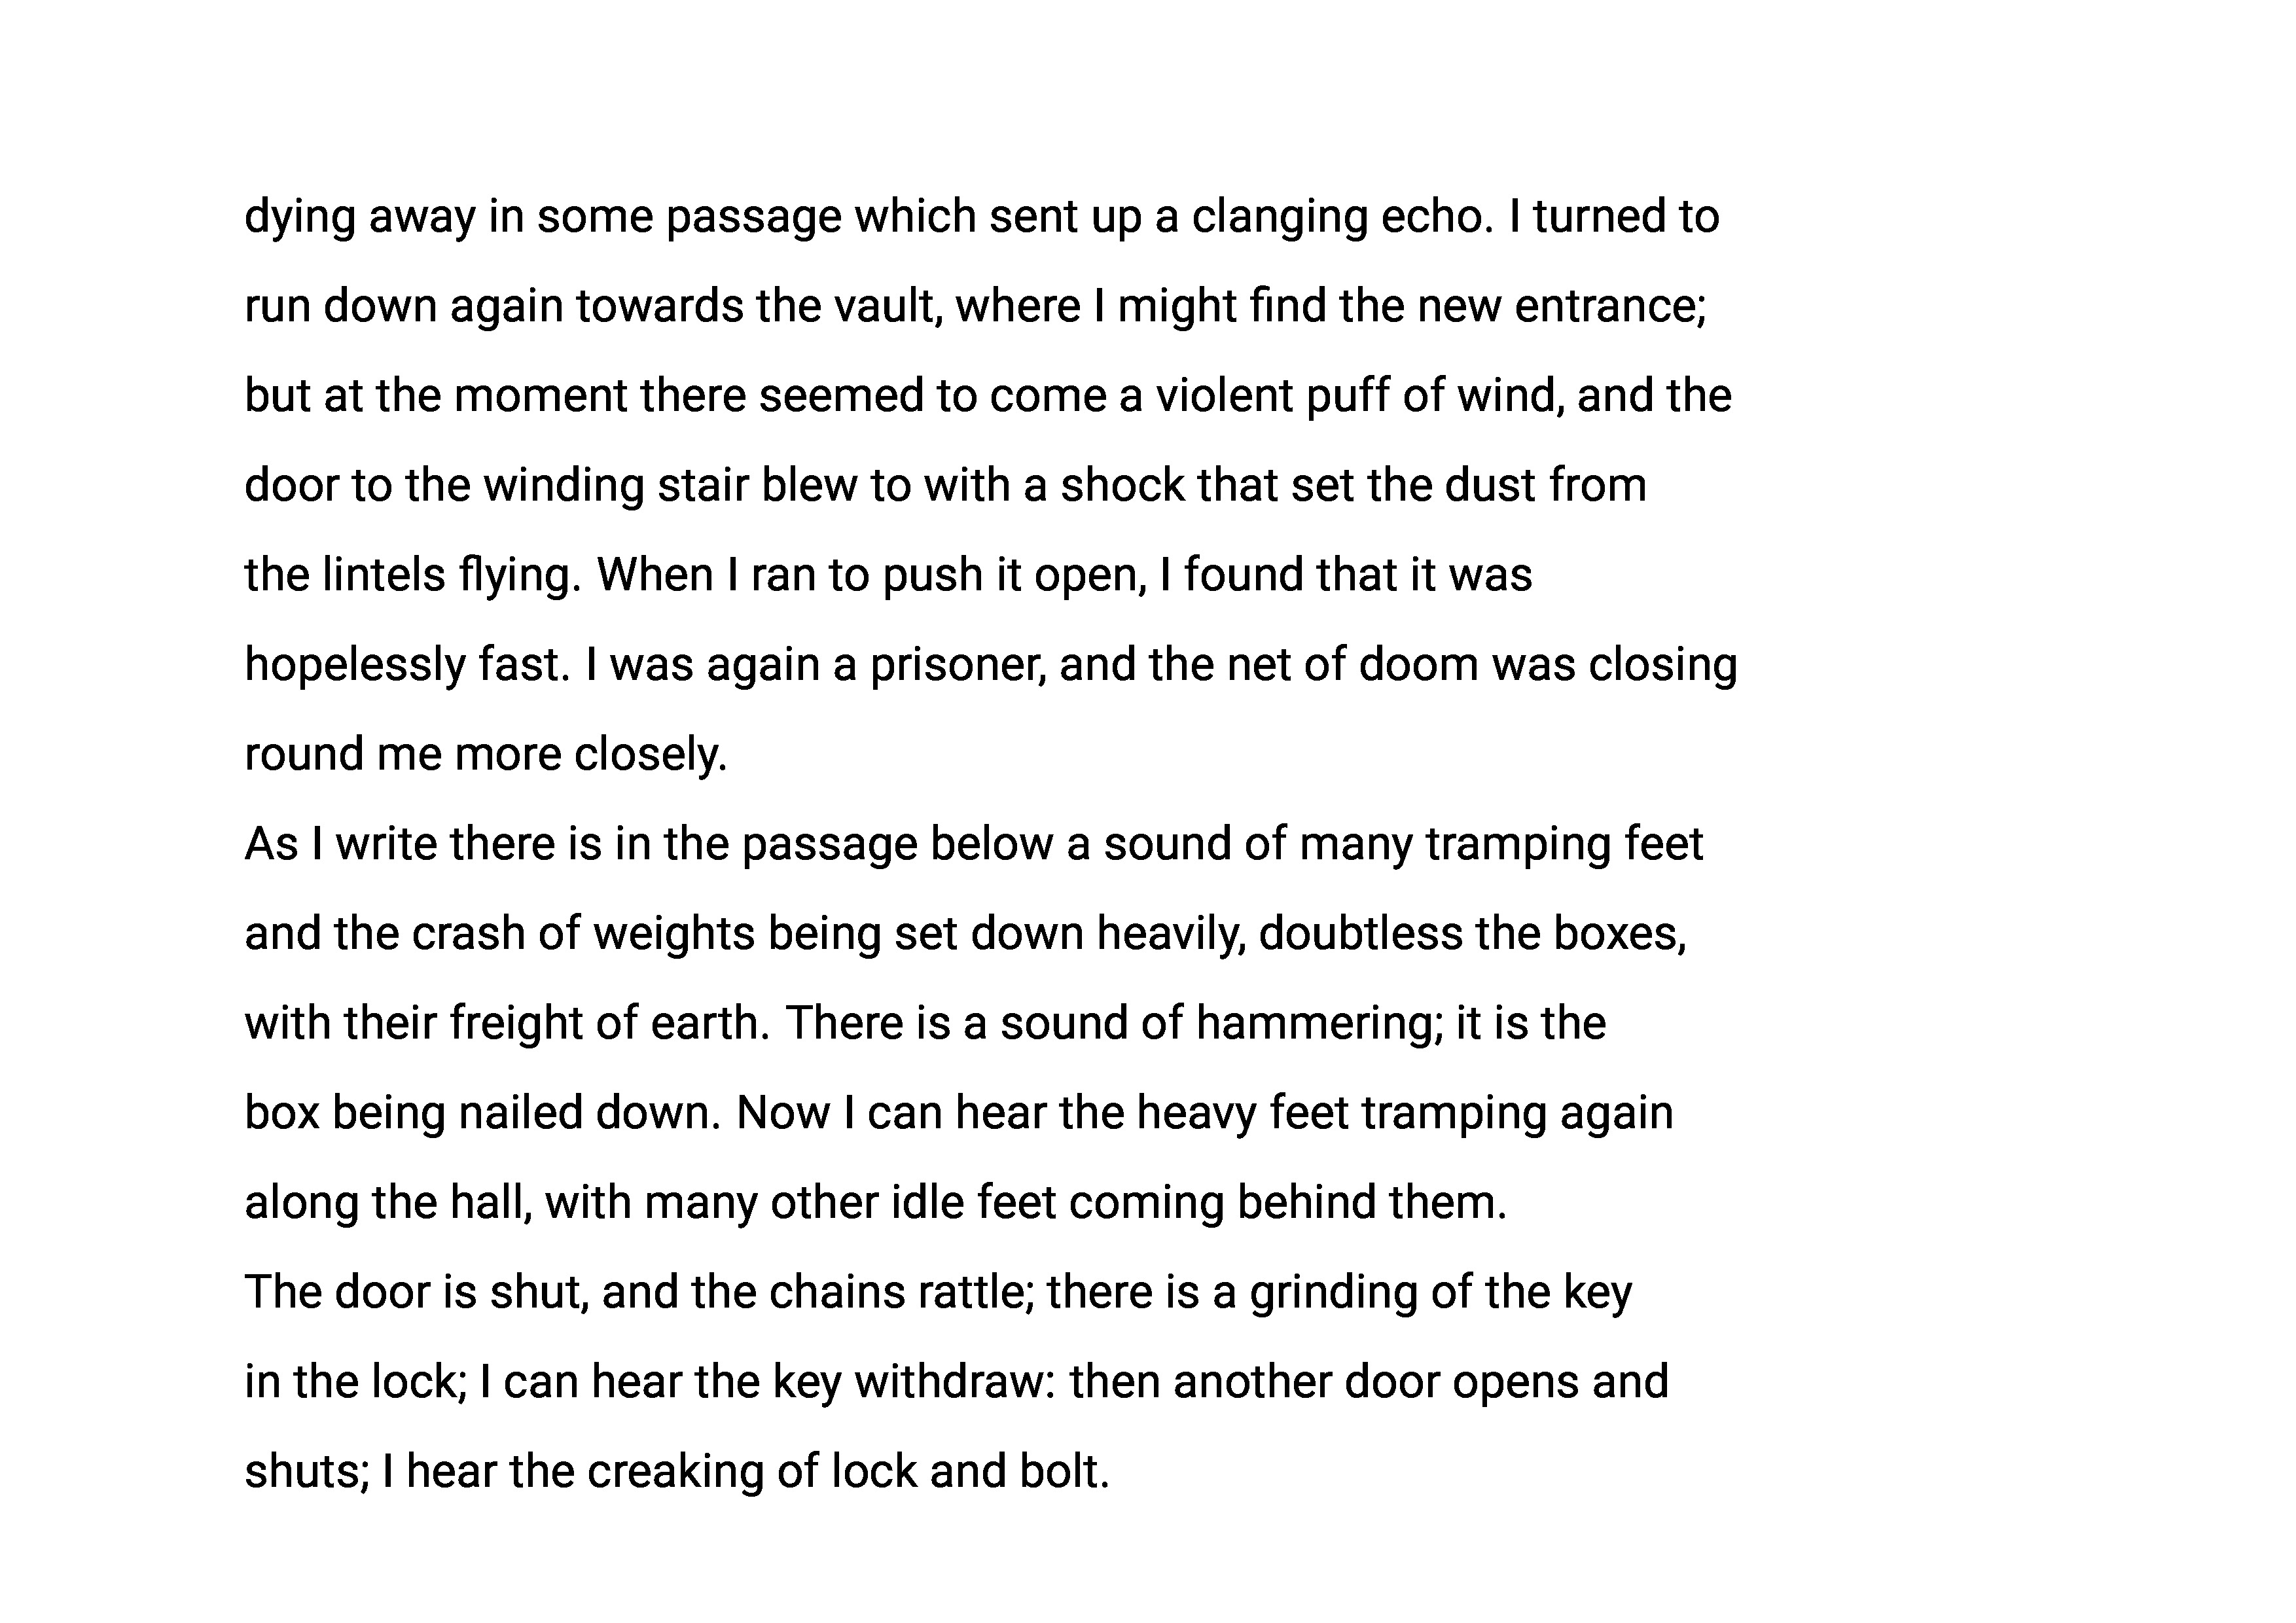 dying away in some passage which sent up a clanging echo. I turned to
run down again towards the vault, where I might find the new entrance;
but at the moment there seemed to come a violent puff of wind, and the
door to the winding stair blew to with a shock that set the dust from
the lintels flying. When I ran to push it open, I found that it was
hopelessly fast. I was again a prisoner, and the net of doom was closing
round me more closely.
As I write there is in the passage below a sound of many tramping feet
and the crash of weights being set down heavily, doubtless the boxes,
with their freight of earth. There is a sound of hammering; it is the
box being nailed down. Now I can hear the heavy feet tramping again
along the hall, with many other idle feet coming behind them.
The door is shut, and the chains rattle; there is a grinding of the key
in the lock; I can hear the key withdraw: then another door opens and
shuts; I hear the creaking of lock and bolt.